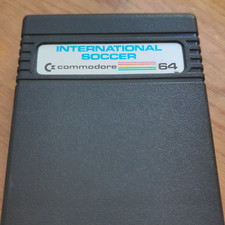 INTERNATIONAL
SOCCER
commodore 64